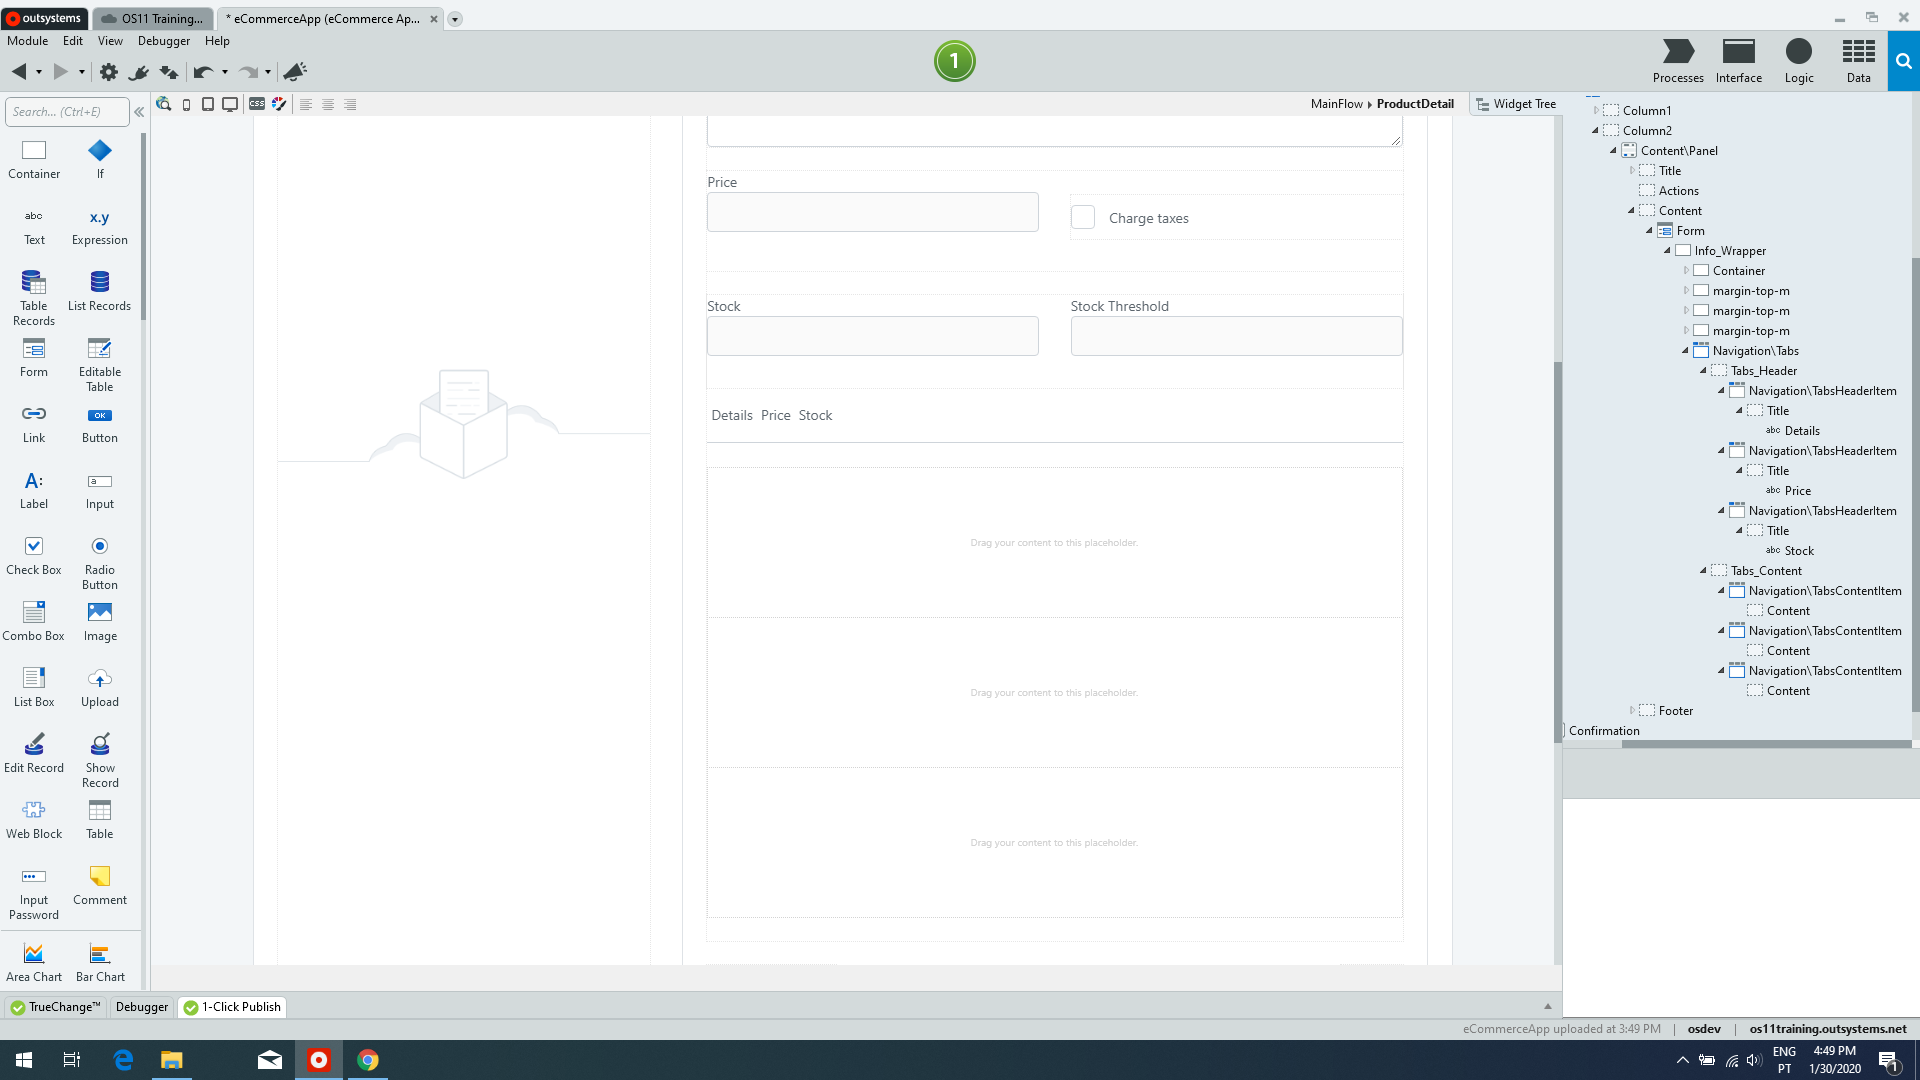 outsystems
OS11 Training...
* eCommerceApp (eCommerce Ap...
Module
Edit
View
Debugger
Help
1
Processes
Interface
Logic
Data
Search... (Ctrl+E)
CSS
MainFlow
ProductDetail
Widget Tree
Container
If
abc
x.y
Text
Expression
Table Records
List Records
Form
Editable Table
Link
OK
Button
A:
Label
a
Input
Check Box
Radio Button
Combo Box
Image
List Box
Upload
Edit Record
Show Record
Web Block
Table
Input Password
Comment
Area Chart
Bar Chart
Price
Charge taxes
Stock
Stock Threshold
Details Price Stock
Drag your content to this placeholder.
Drag your content to this placeholder.
Drag your content to this placeholder.
Column1
Column2
Content\Panel
Title
Actions
Content
Form
Info_Wrapper
Container
margin-top-m
margin-top-m
margin-top-m
Navigation\Tabs
Tabs_Header
Navigation\TabsHeaderItem
Title
abc Details
Navigation\TabsHeaderItem
Title
abc Price
Navigation\TabsHeaderItem
Title
abc Stock
Tabs_Content
Navigation\TabsContentItem
Content
Navigation\TabsContentItem
Content
Navigation\TabsContentItem
Content
Footer
Confirmation
TrueChange™
Debugger
1-Click Publish
eCommerceApp uploaded at 3:49 PM | osdev | os11training.outsystems.net
ENG
PT
4:49 PM
1/30/2020
1